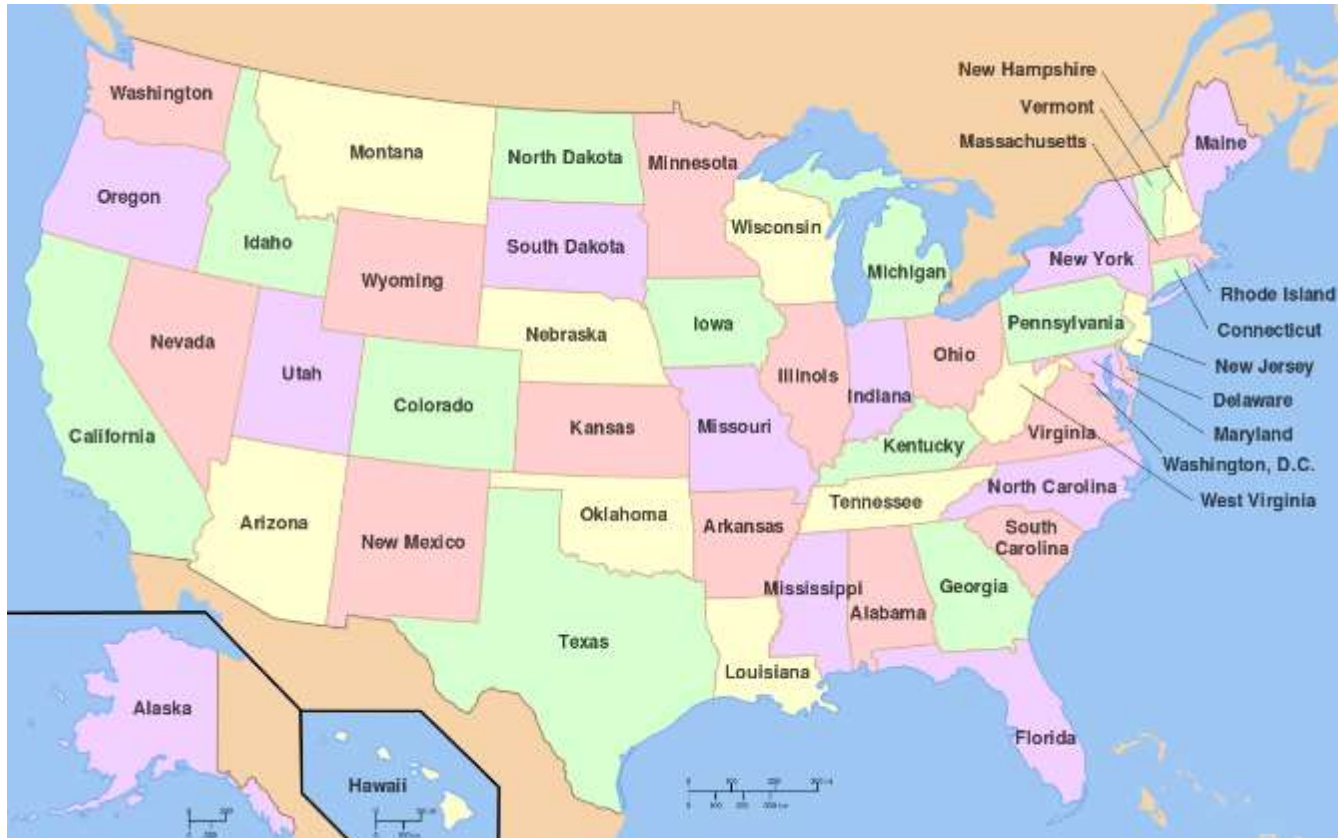 New Hampshire
Vermont
Massachusetts
Washington
Montana
North Dakota
Minnesota
Maine
Oregon
Idaho
South Dakota
Wisconsin
Michigan
New York
Wyoming
Rhode Island
Nebraska
Iowa
Pennsylvania
Connecticut
Nevada
Utah
Colorado
Illinois
Indiana
Ohio
New Jersey
Delaware
California
Kansas
Missouri
Kentucky
Virginia
Maryland
Washington, D.C.
West Virginia
Arizona
New Mexico
Oklahoma
Arkansas
Tennessee
North Carolina
South
Carolina
Mississippi
Alabama
Georgia
Texas
Louisiana
Alaska
Hawaii
Florida